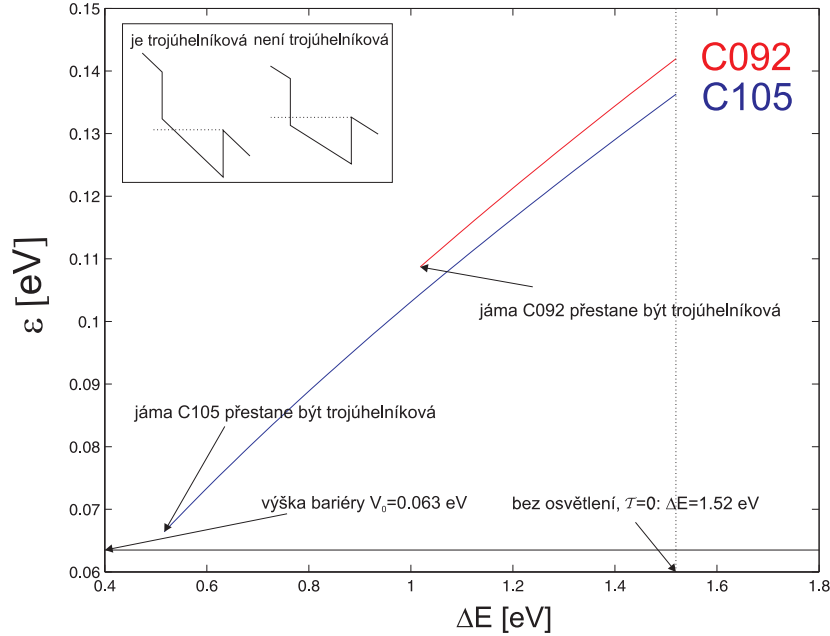 0.15
0.14
0.13
0.12
0.11
0.1
0.09
0.08
0.07
0.06
ε [eV]
je trojúhelníková
není trojúhelníková
C092
C105
jáma C092 přestane být trojúhelníková
jáma C105 přestane být trojúhelníková
výška bariéry V₀=0.063 eV
bez osvětlení, 𝒯=0: ΔE=1.52 eV
0.4 0.6 0.8 1 1.2 1.4 1.6 1.8
ΔE [eV]